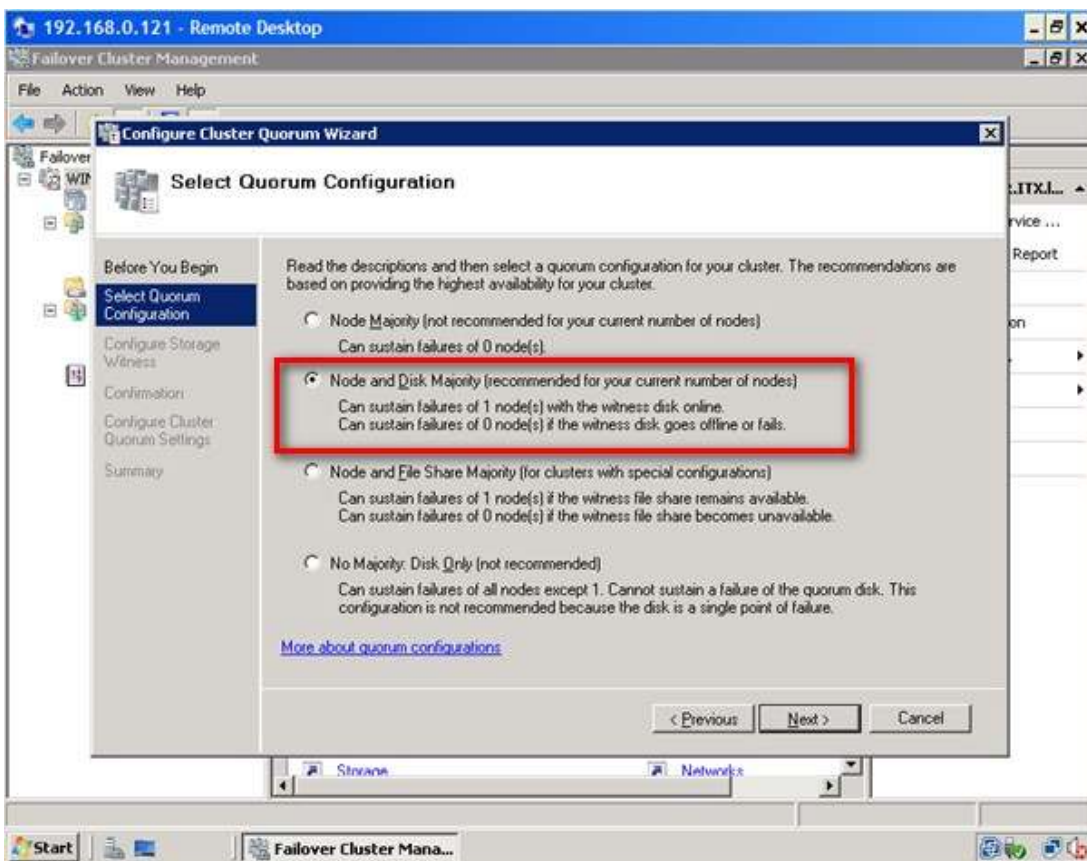 192.168.0.121 - Remote Desktop
Failover Cluster Management
File Action View Help
Configure Cluster Quorum Wizard
Failover
WIN
Select Quorum Configuration
.ITX.l...
rvice ...
Report
on
Before You Begin
Select Quorum
Configuration
Configure Storage
Witness
Confirmation
Configure Cluster
Quorum Settings
Summary
Read the descriptions and then select a quorum configuration for your cluster. The recommendations are
based on providing the highest availability for your cluster.
Node Majority (not recommended for your current number of nodes)
Can sustain failures of 0 node(s).
Node and Disk Majority (recommended for your current number of nodes)
Can sustain failures of 1 node(s) with the witness disk online.
Can sustain failures of 0 node(s) if the witness disk goes offline or fails.
Node and File Share Majority (for clusters with special configurations)
Can sustain failures of 1 node(s) if the witness file share remains available.
Can sustain failures of 0 node(s) if the witness file share becomes unavailable.
No Majority: Disk Only (not recommended)
Can sustain failures of all nodes except 1. Cannot sustain a failure of the quorum disk. This
configuration is not recommended because the disk is a single point of failure.
More about quorum configurations
< Previous Next > Cancel
Storage Networks
Start Failover Cluster Mana...